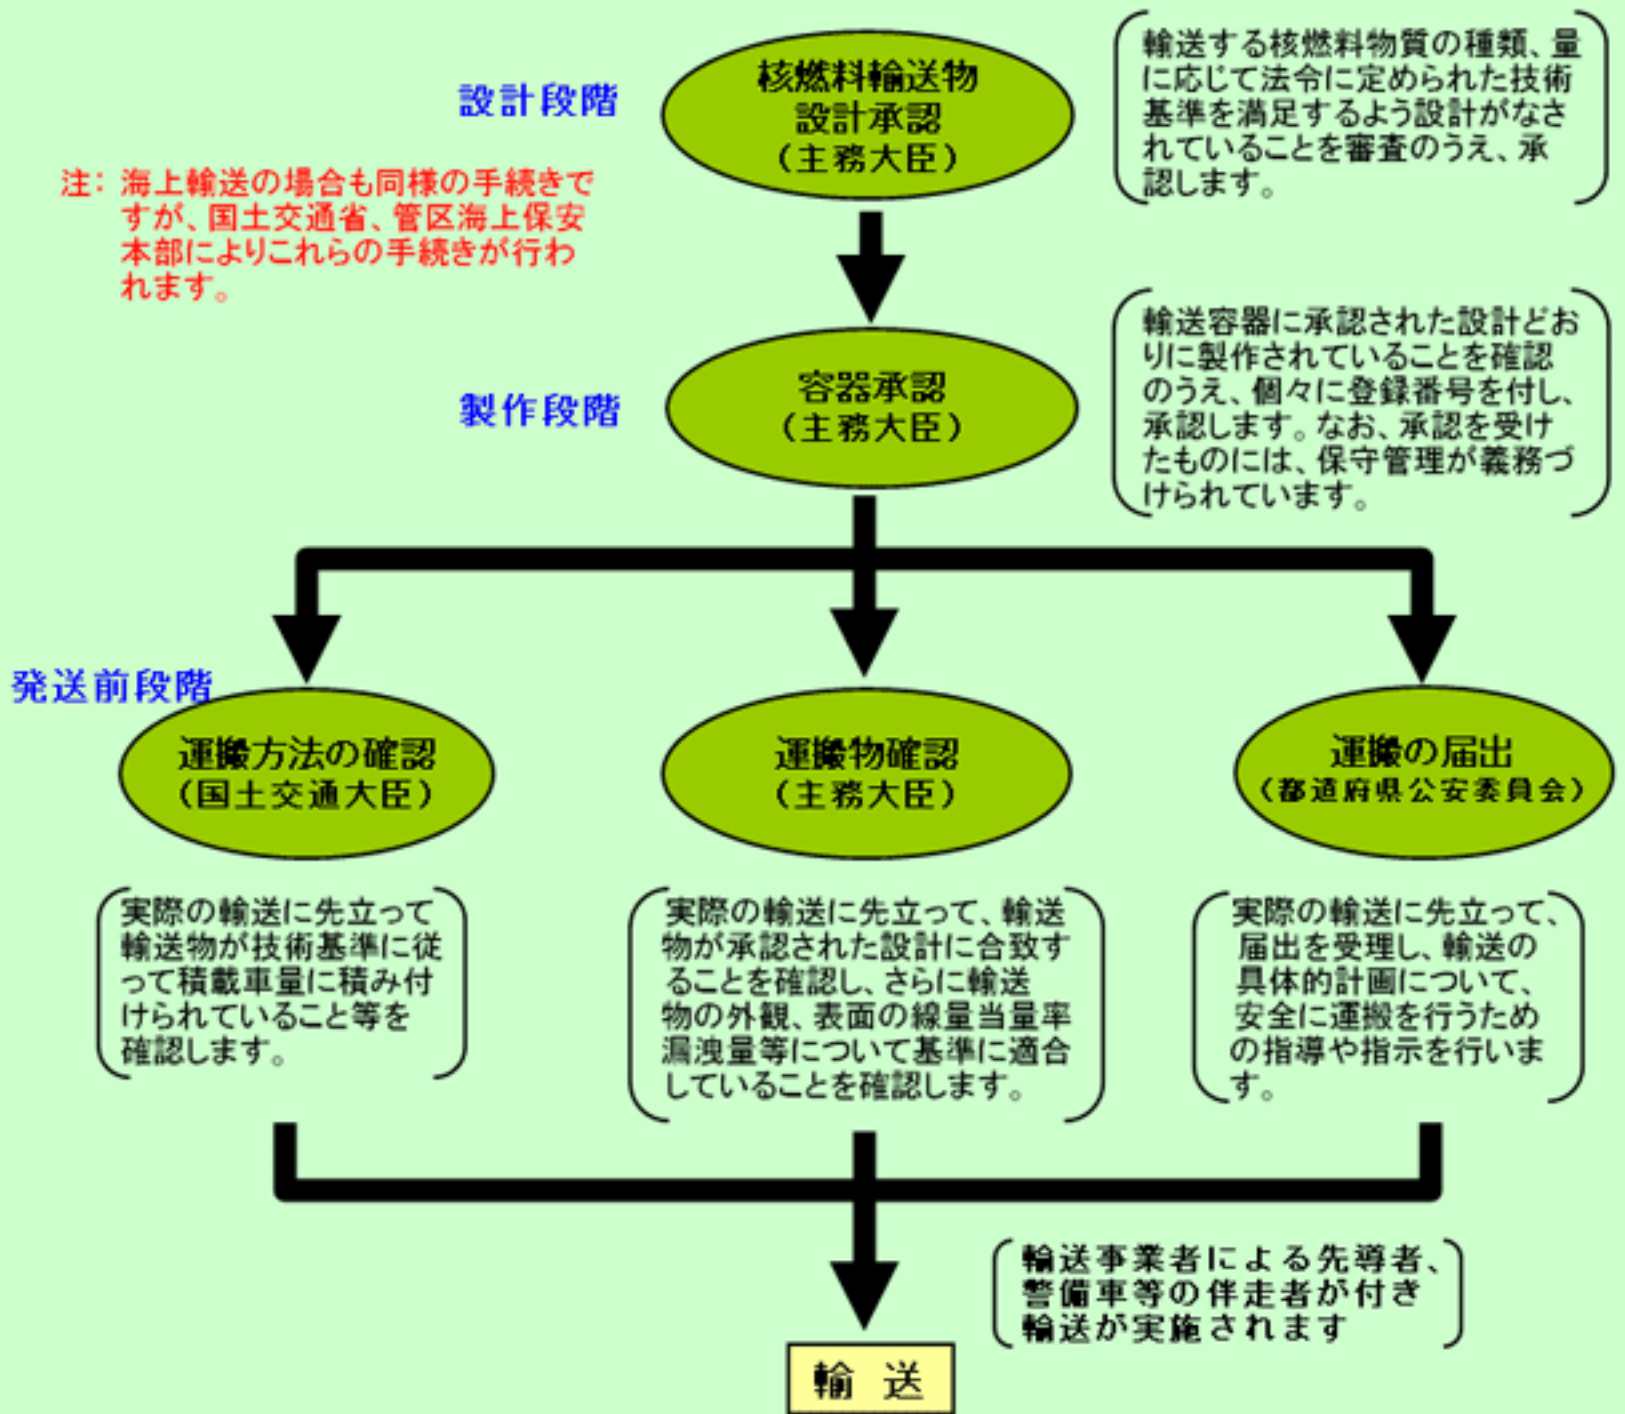 設計段階
核燃料輸送物
設計承認
(主務大臣)
輸送する核燃料物質の種類、量
に応じて法令に定められた技術
基準を満足するよう設計がなさ
れていることを審査のうえ、承
認します。
注: 海上輸送の場合も同様の手続きで
すが、国土交通省、管区海上保安
本部によりこれらの手続きが行わ
れます。
製作段階
容器承認
(主務大臣)
輸送容器に承認された設計どお
りに製作されていることを確認
のうえ、個々に登録番号を付し、
承認します。なお、承認を受け
たものには、保守管理が義務づ
けられています。
発送前段階
運搬方法の確認
(国土交通大臣)
実際の輸送に先立って
輸送物が技術基準に従
って積載車量に積み付
けられていること等を
確認します。
運搬物確認
(主務大臣)
実際の輸送に先立って、輸送
物が承認された設計に合致す
ることを確認し、さらに輸送
物の外観、表面の線量当量率
漏洩量等について基準に適合
していることを確認します。
運搬の届出
(都道府県公安委員会)
実際の輸送に先立って、
届出を受理し、輸送の
具体的計画について、
安全に運搬を行うため
の指導や指示を行いま
す。
輸送事業者による先導者、
警備車等の伴走者が付き
輸送が実施されます
輸 送